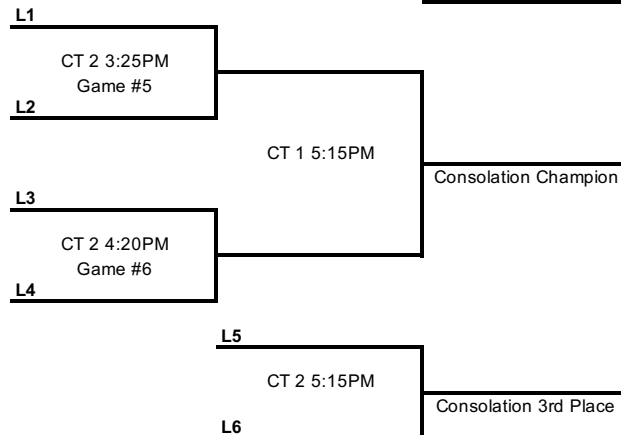 L1
CT 2 3:25PM
Game #5
L2
CT 1 5:15PM
Consolation Champion
L3
CT 2 4:20PM
Game #6
L4
L5
CT 2 5:15PM
Consolation 3rd Place
L6